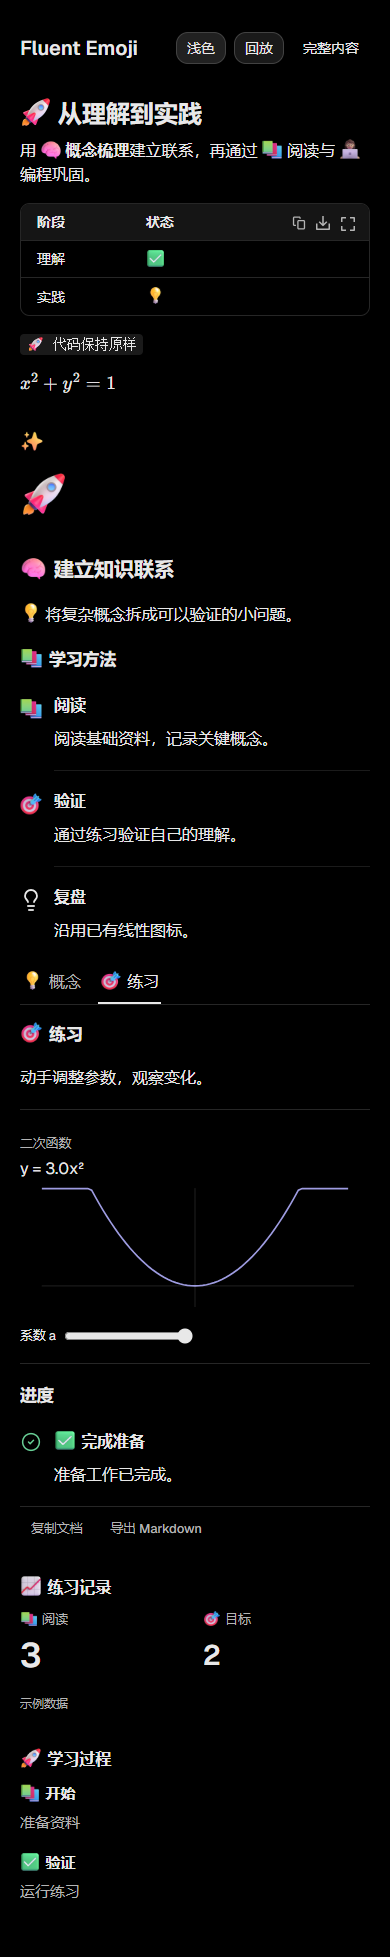 Fluent Emoji
浅色 回放 完整内容
🚀 从理解到实践
用 🧠 概念梳理建立联系，再通过 📚 阅读与 🧑🏿‍💻
编程巩固。
阶段 状态
理解 ✅
实践 💡
🚀 代码保持原样
x² + y² = 1
✨
🚀
🧠 建立知识联系
💡 将复杂概念拆成可以验证的小问题。
📚 学习方法
📚 阅读
阅读基础资料，记录关键概念。
🎯 验证
通过练习验证自己的理解。
复盘
沿用已有线性图标。
💡 概念 🎯 练习
🎯 练习
动手调整参数，观察变化。
二次函数
y = 3.0x²
系数 a
进度
✅ 完成准备
准备工作已完成。
复制文档 导出 Markdown
📈 练习记录
📚 阅读 🎯 目标
3 2
示例数据
🚀 学习过程
📚 开始
准备资料
✅ 验证
运行练习